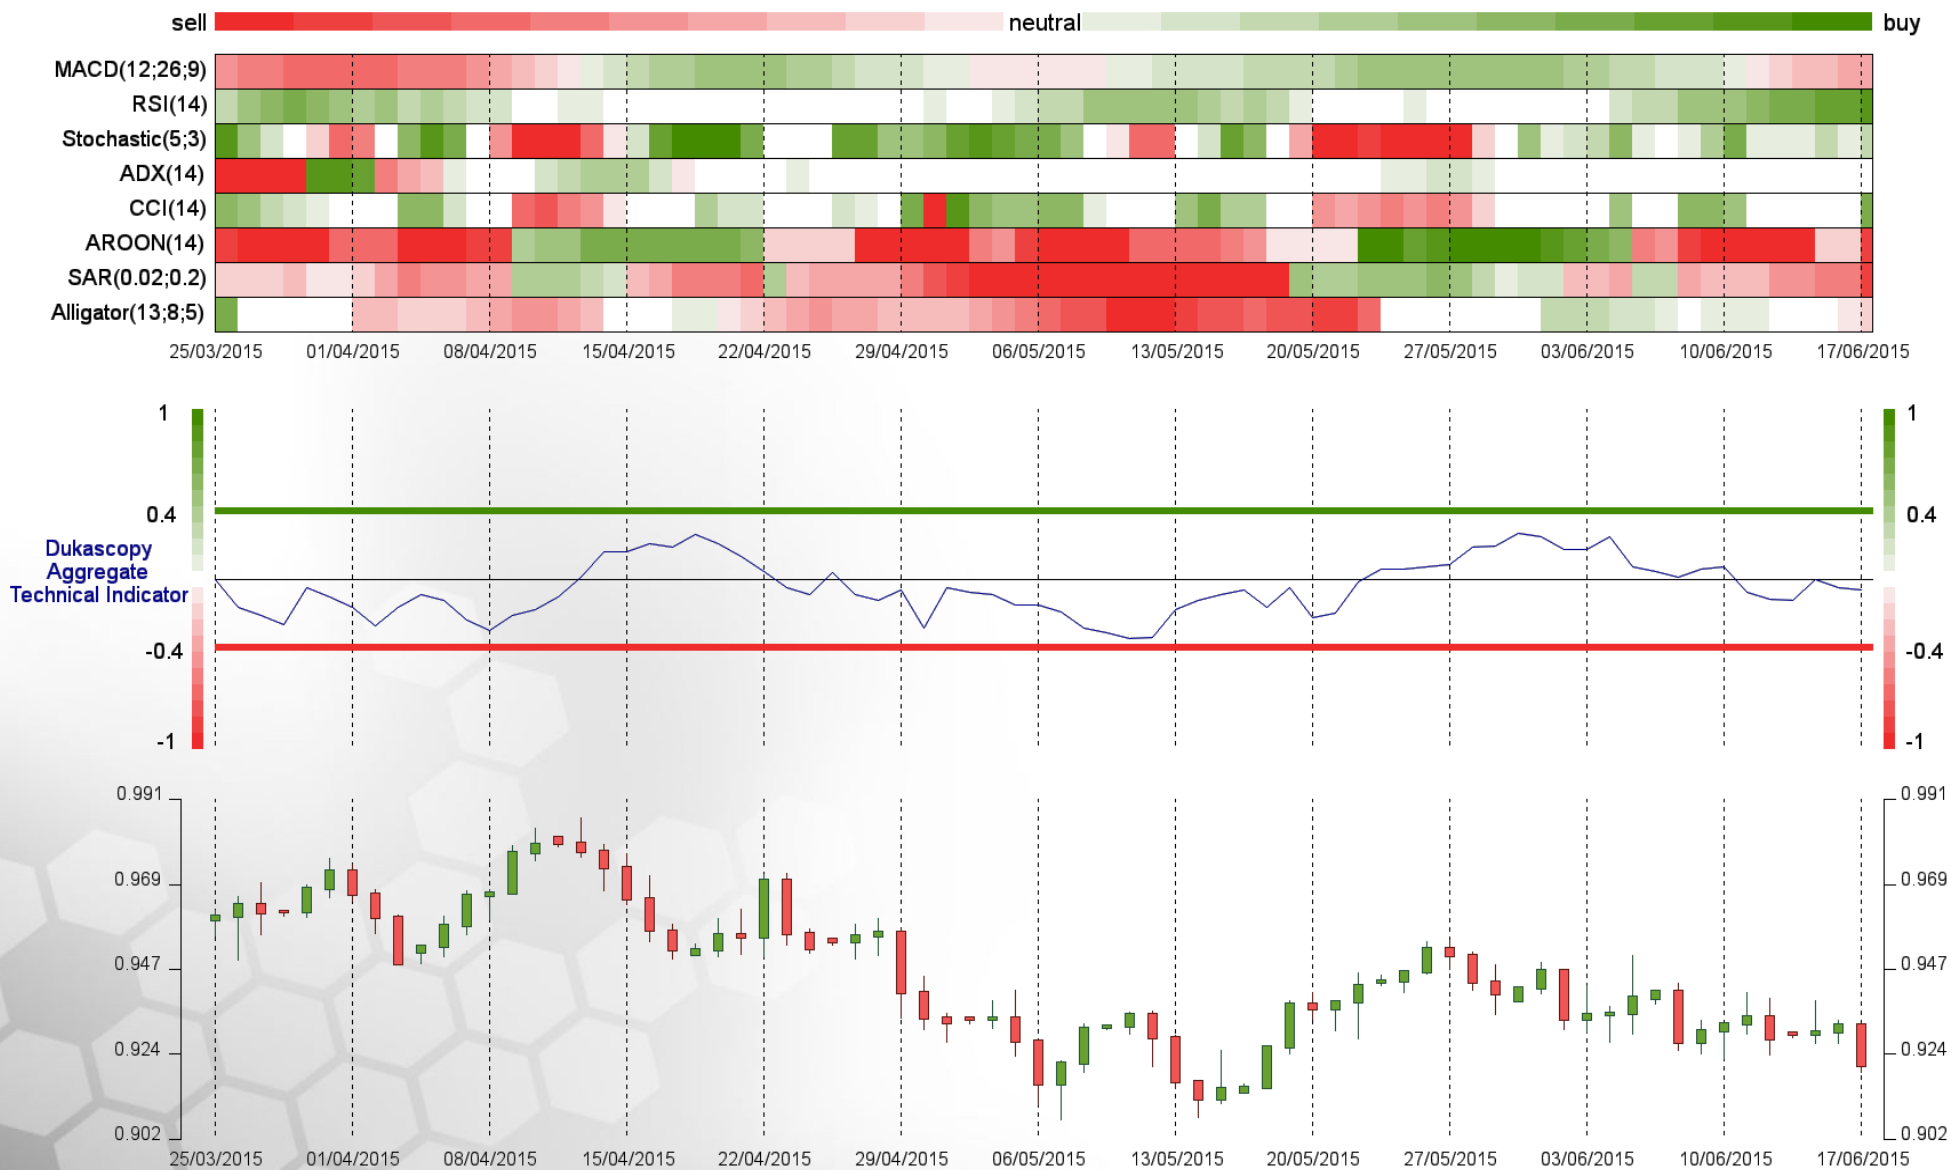 sell neutral buy
MACD(12;26;9)
RSI(14)
Stochastic(5;3)
ADX(14)
CCI(14)
AROON(14)
SAR(0.02;0.2)
Alligator(13;8;5)
25/03/2015 01/04/2015 08/04/2015 15/04/2015 22/04/2015 29/04/2015 06/05/2015 13/05/2015 20/05/2015 27/05/2015 03/06/2015 10/06/2015 17/06/2015
1 1
0.4 0.4
Dukascopy
Aggregate
Technical Indicator
-0.4 -0.4
-1 -1
0.991 0.991
0.969 0.969
0.947 0.947
0.924 0.924
0.902 0.902
25/03/2015 01/04/2015 08/04/2015 15/04/2015 22/04/2015 29/04/2015 06/05/2015 13/05/2015 20/05/2015 27/05/2015 03/06/2015 10/06/2015 17/06/2015